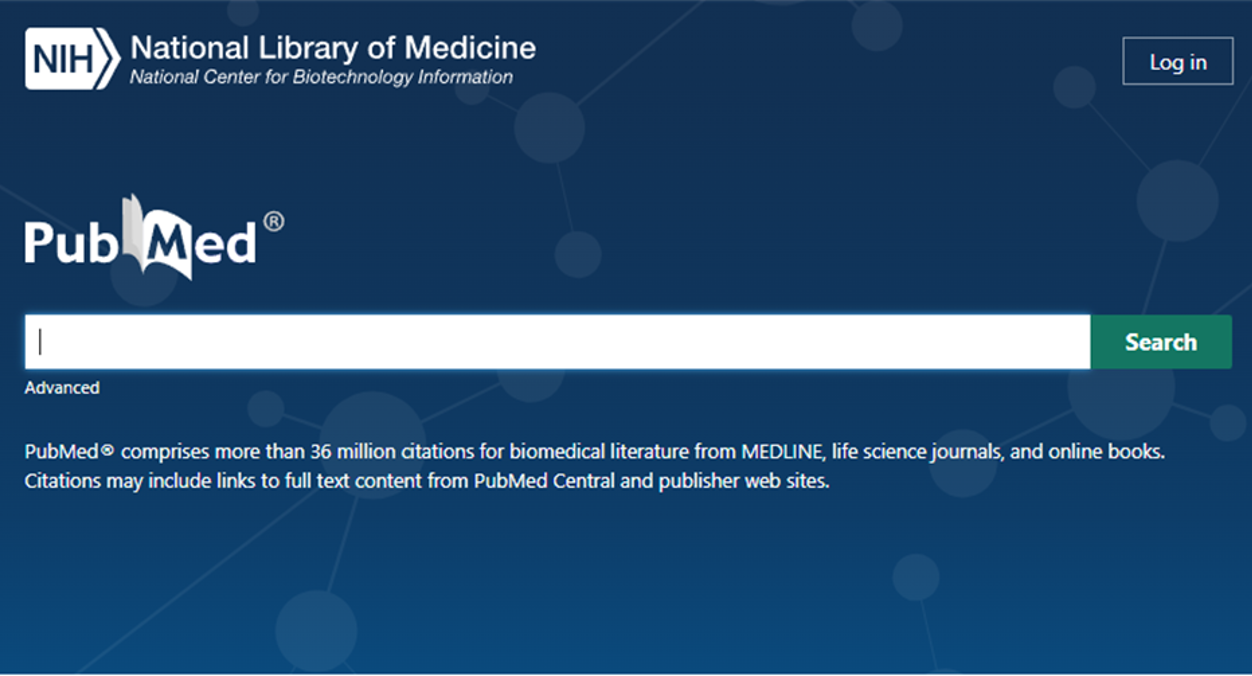 NIH National Library of Medicine
National Center for Biotechnology Information
Log in
PubMed®
Search
Advanced
PubMed® comprises more than 36 million citations for biomedical literature from MEDLINE, life science journals, and online books.
Citations may include links to full text content from PubMed Central and publisher web sites.